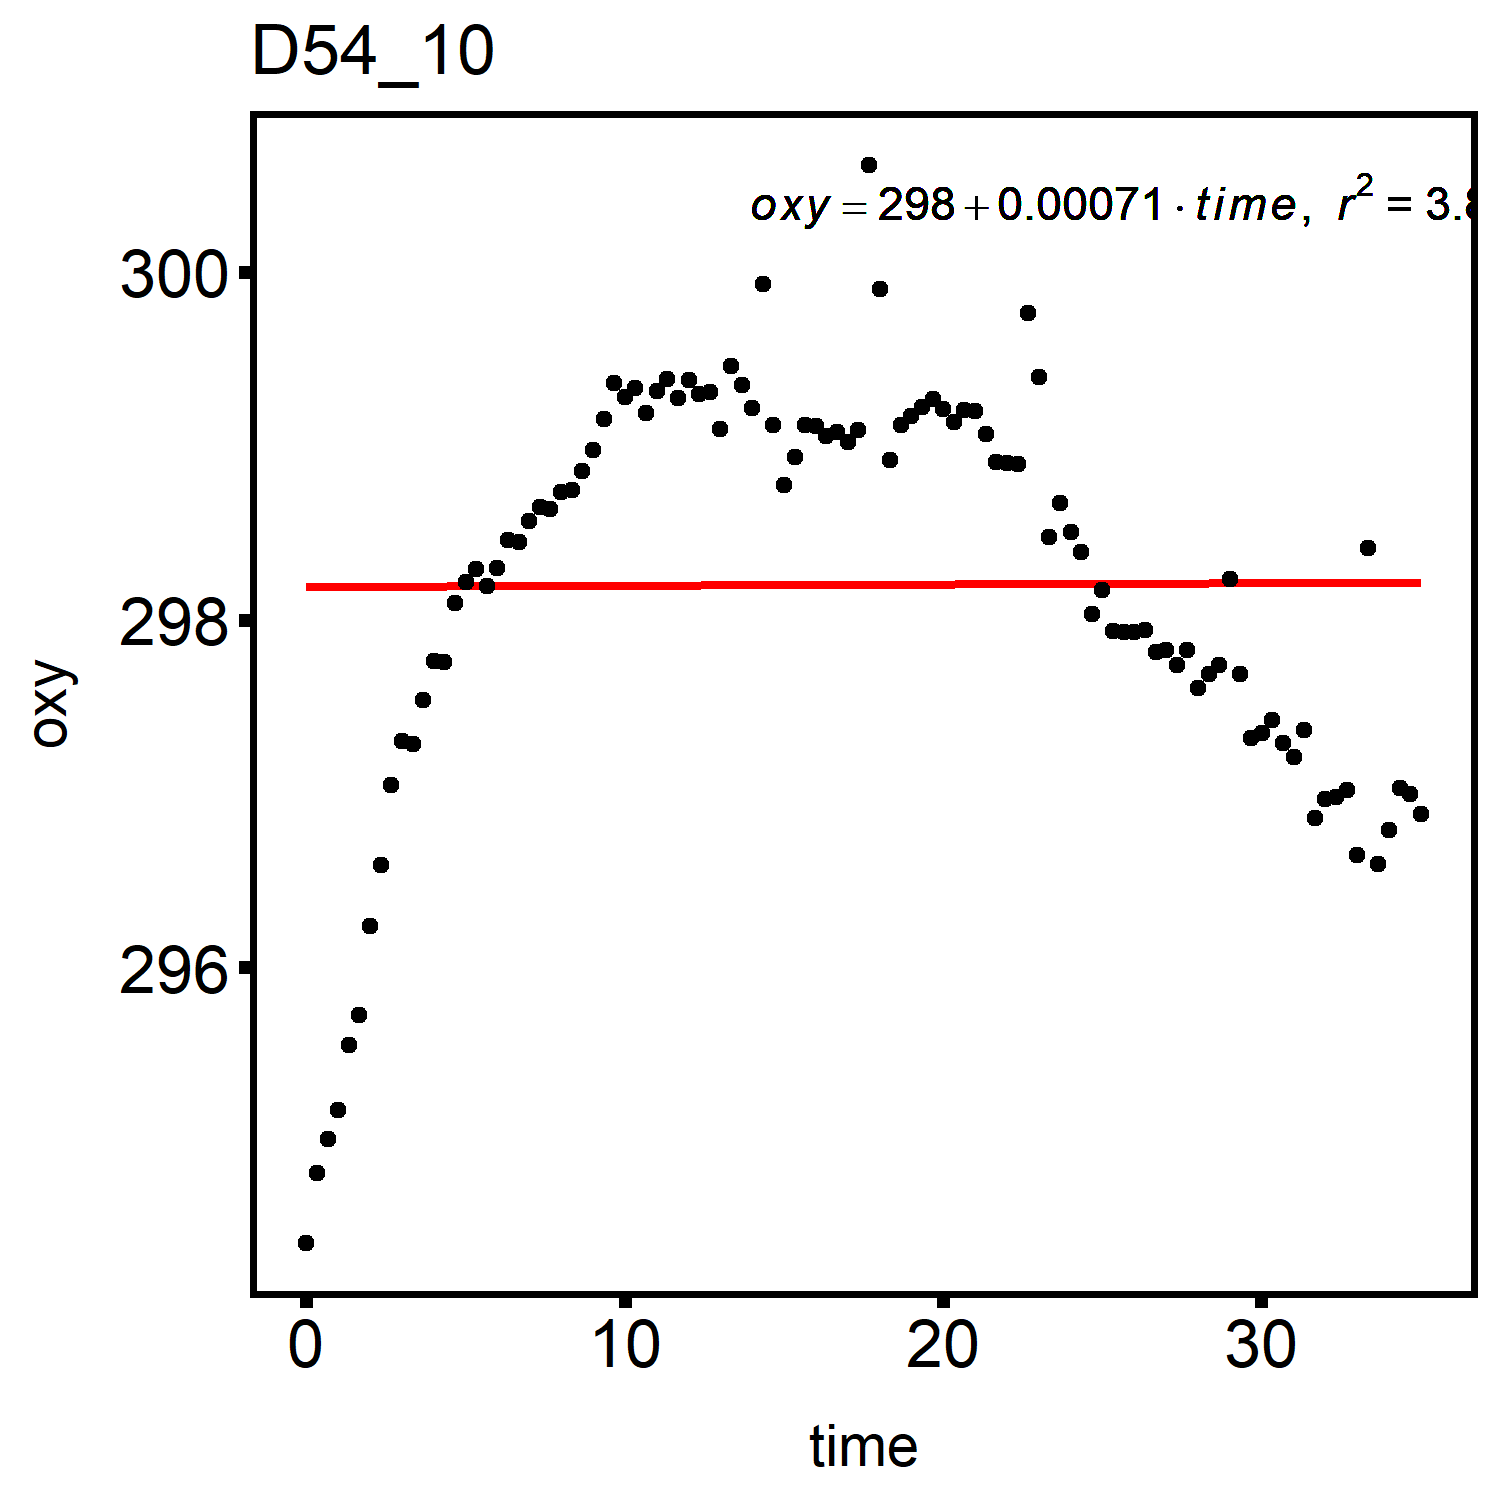 D54_10
oxy = 298 + 0.00071 · time, r² = 3.8
300
298
296
oxy
0 10 20 30
time